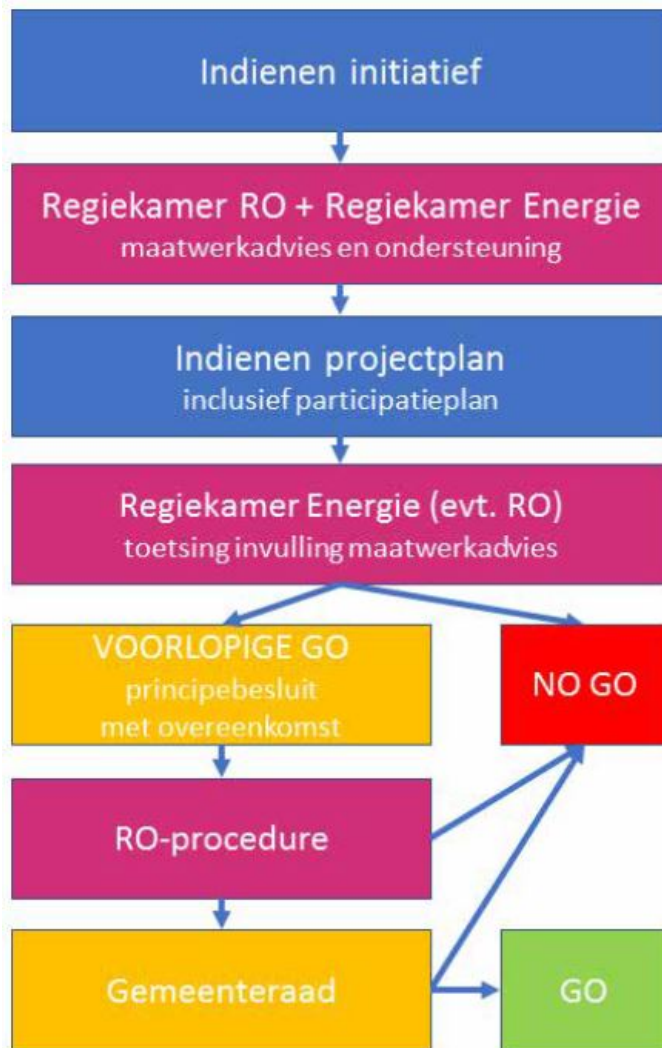 Indienen initiatief
Regiekamer RO + Regiekamer Energie
maatwerkadvies en ondersteuning
Indienen projectplan
inclusief participatieplan
Regiekamer Energie (evt. RO)
toetsing invulling maatwerkadvies
VOORLOPIGE GO
principebesluit
met overeenkomst
NO GO
RO-procedure
Gemeenteraad
GO